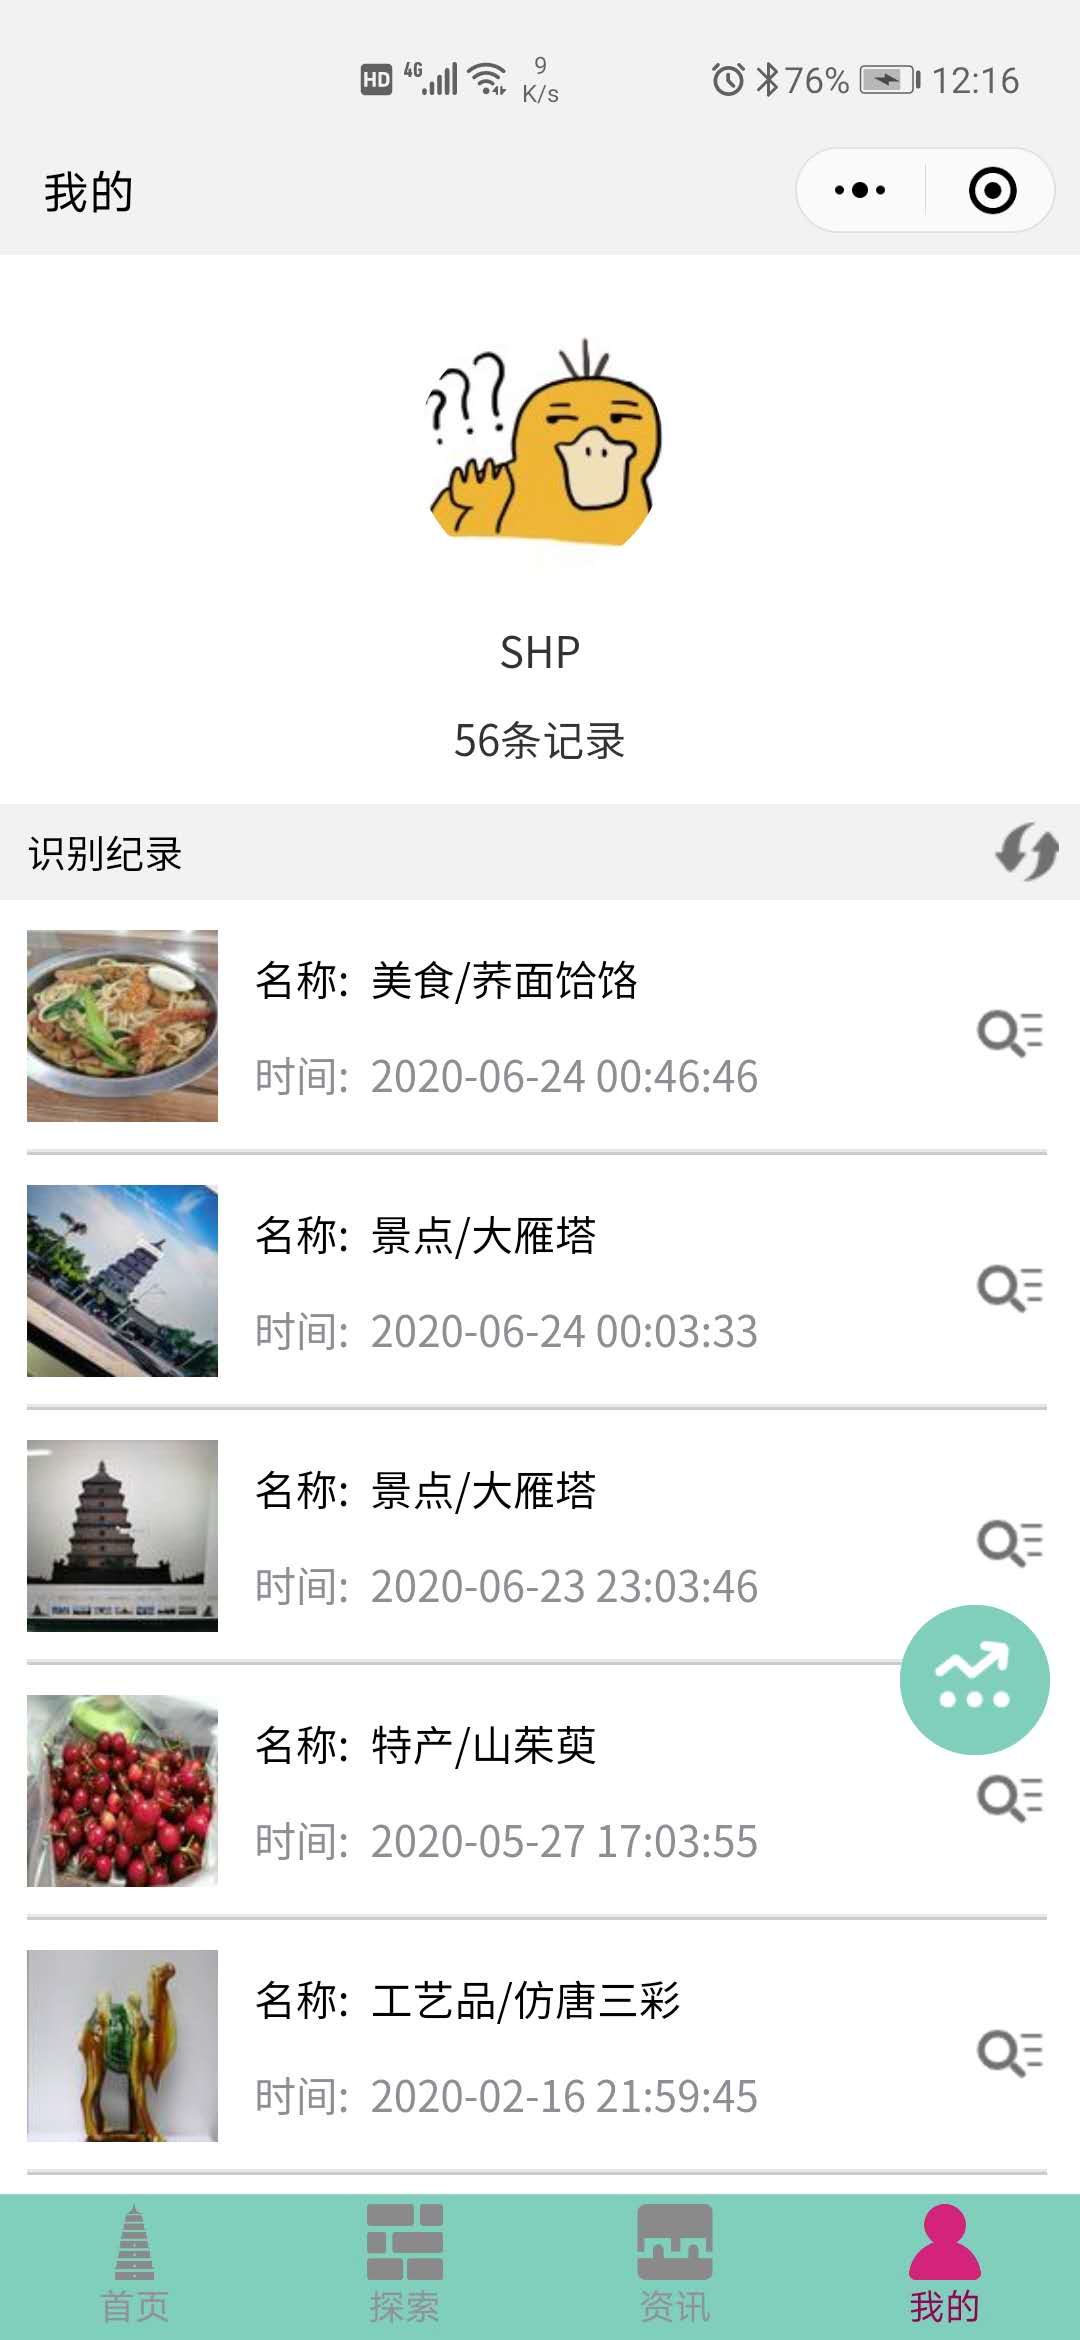 HD 4G 9 K/s 76% 12:16
我的
???
SHP
56条记录
识别纪录
名称: 美食/荞面饸饹
时间: 2020-06-24 00:46:46
名称: 景点/大雁塔
时间: 2020-06-24 00:03:33
名称: 景点/大雁塔
时间: 2020-06-23 23:03:46
名称: 特产/山茱萸
时间: 2020-05-27 17:03:55
名称: 工艺品/仿唐三彩
时间: 2020-02-16 21:59:45
首页 探索 资讯 我的